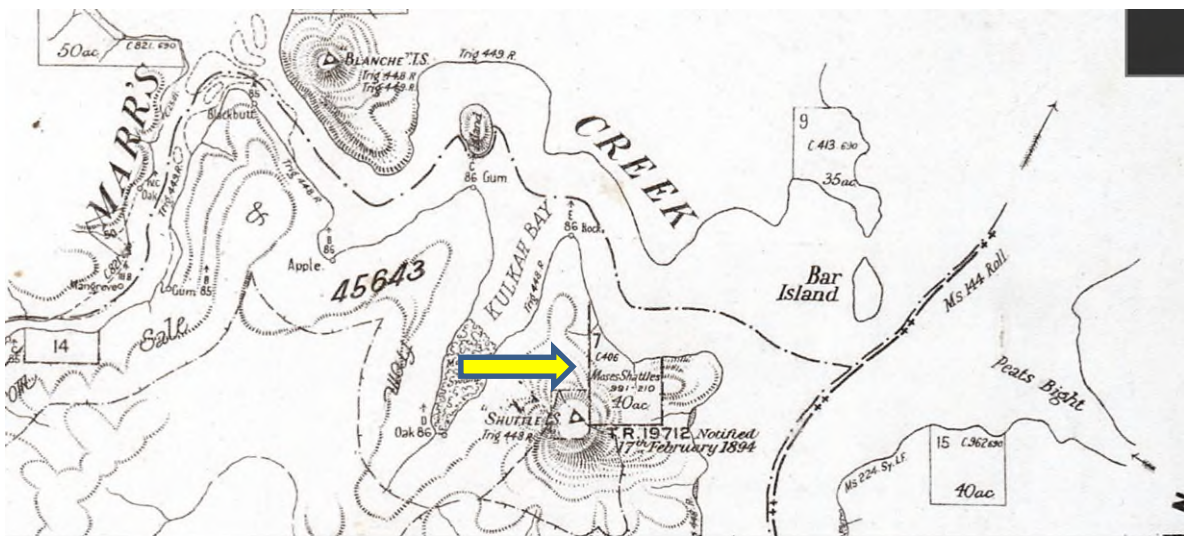 50ac
C.821.690
"BLANCHE" T.S.
Trig 448 R
Trig 449 R.
Trig 449 R.
MARR'S
CREEK
85
Blackbutt
Trig 449 R.
Trig 448 R
Oak
Island
86 Gum
KULKAH BAY
E
86 Rock.
9
C.413.690
35ac
&
B
86
Apple.
45643
Mangrove
Gum 85
14
Trig 448 R.
Bar
Island
Ms. 144 Roll.
Peats Bight
7
C406
Moses Shuttles
991-210
40ac
D
Oak 86
"SHUTTLE" T.S.
Trig 448 R.
T.R. 19712 Notified
17th February 1894
Ms 224-Sy-LF.
15
C.962.690
40ac
N